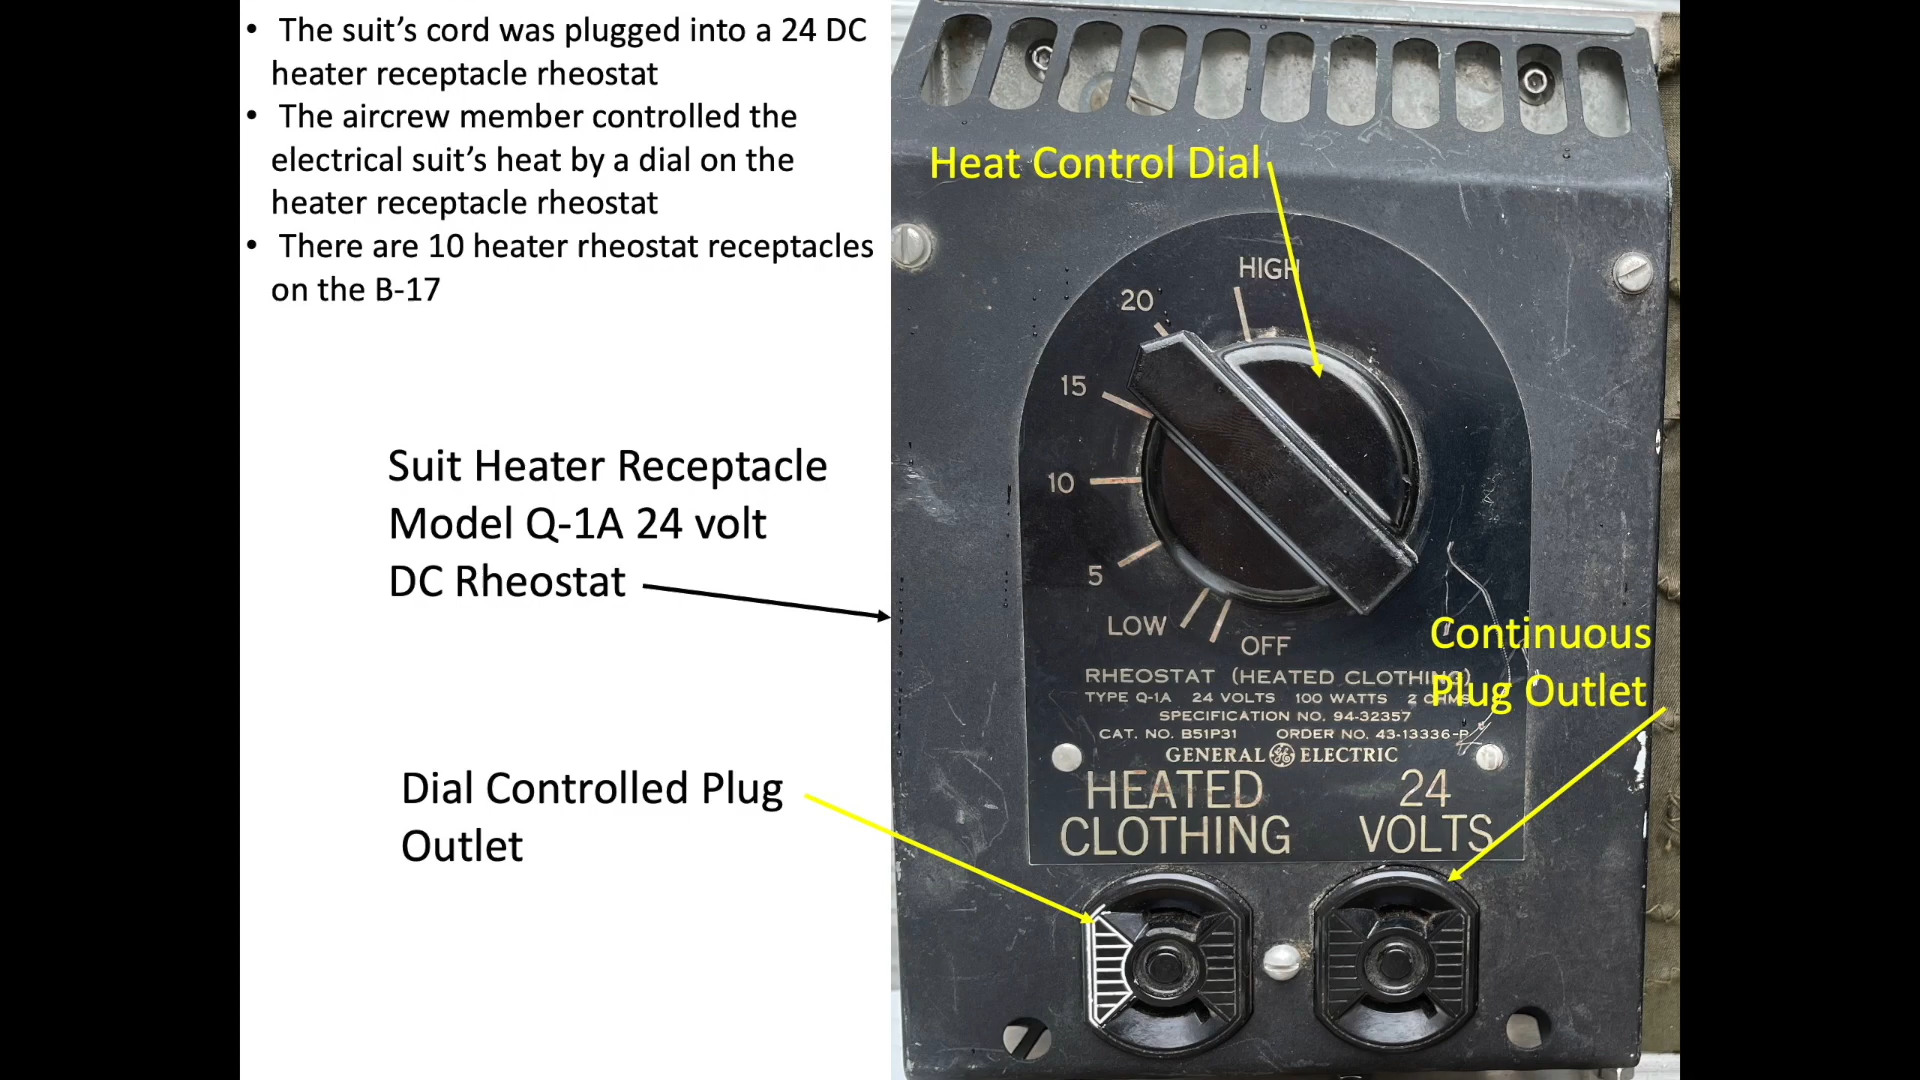 • The suit’s cord was plugged into a 24 DC
heater receptacle rheostat
• The aircrew member controlled the
electrical suit’s heat by a dial on the
heater receptacle rheostat
• There are 10 heater rheostat receptacles
on the B-17
Suit Heater Receptacle
Model Q-1A 24 volt
DC Rheostat
Dial Controlled Plug
Outlet
Heat Control Dial
HIGH
20
15
10
5
LOW
OFF
Continuous
Plug Outlet
RHEOSTAT (HEATED CLOTHING)
TYPE Q-1A 24 VOLTS 100 WATTS 2 OHMS
SPECIFICATION NO. 94-32357
CAT. NO. B51P31 ORDER NO. 43-13336-P
GENERAL GE ELECTRIC
HEATED 24
CLOTHING VOLTS